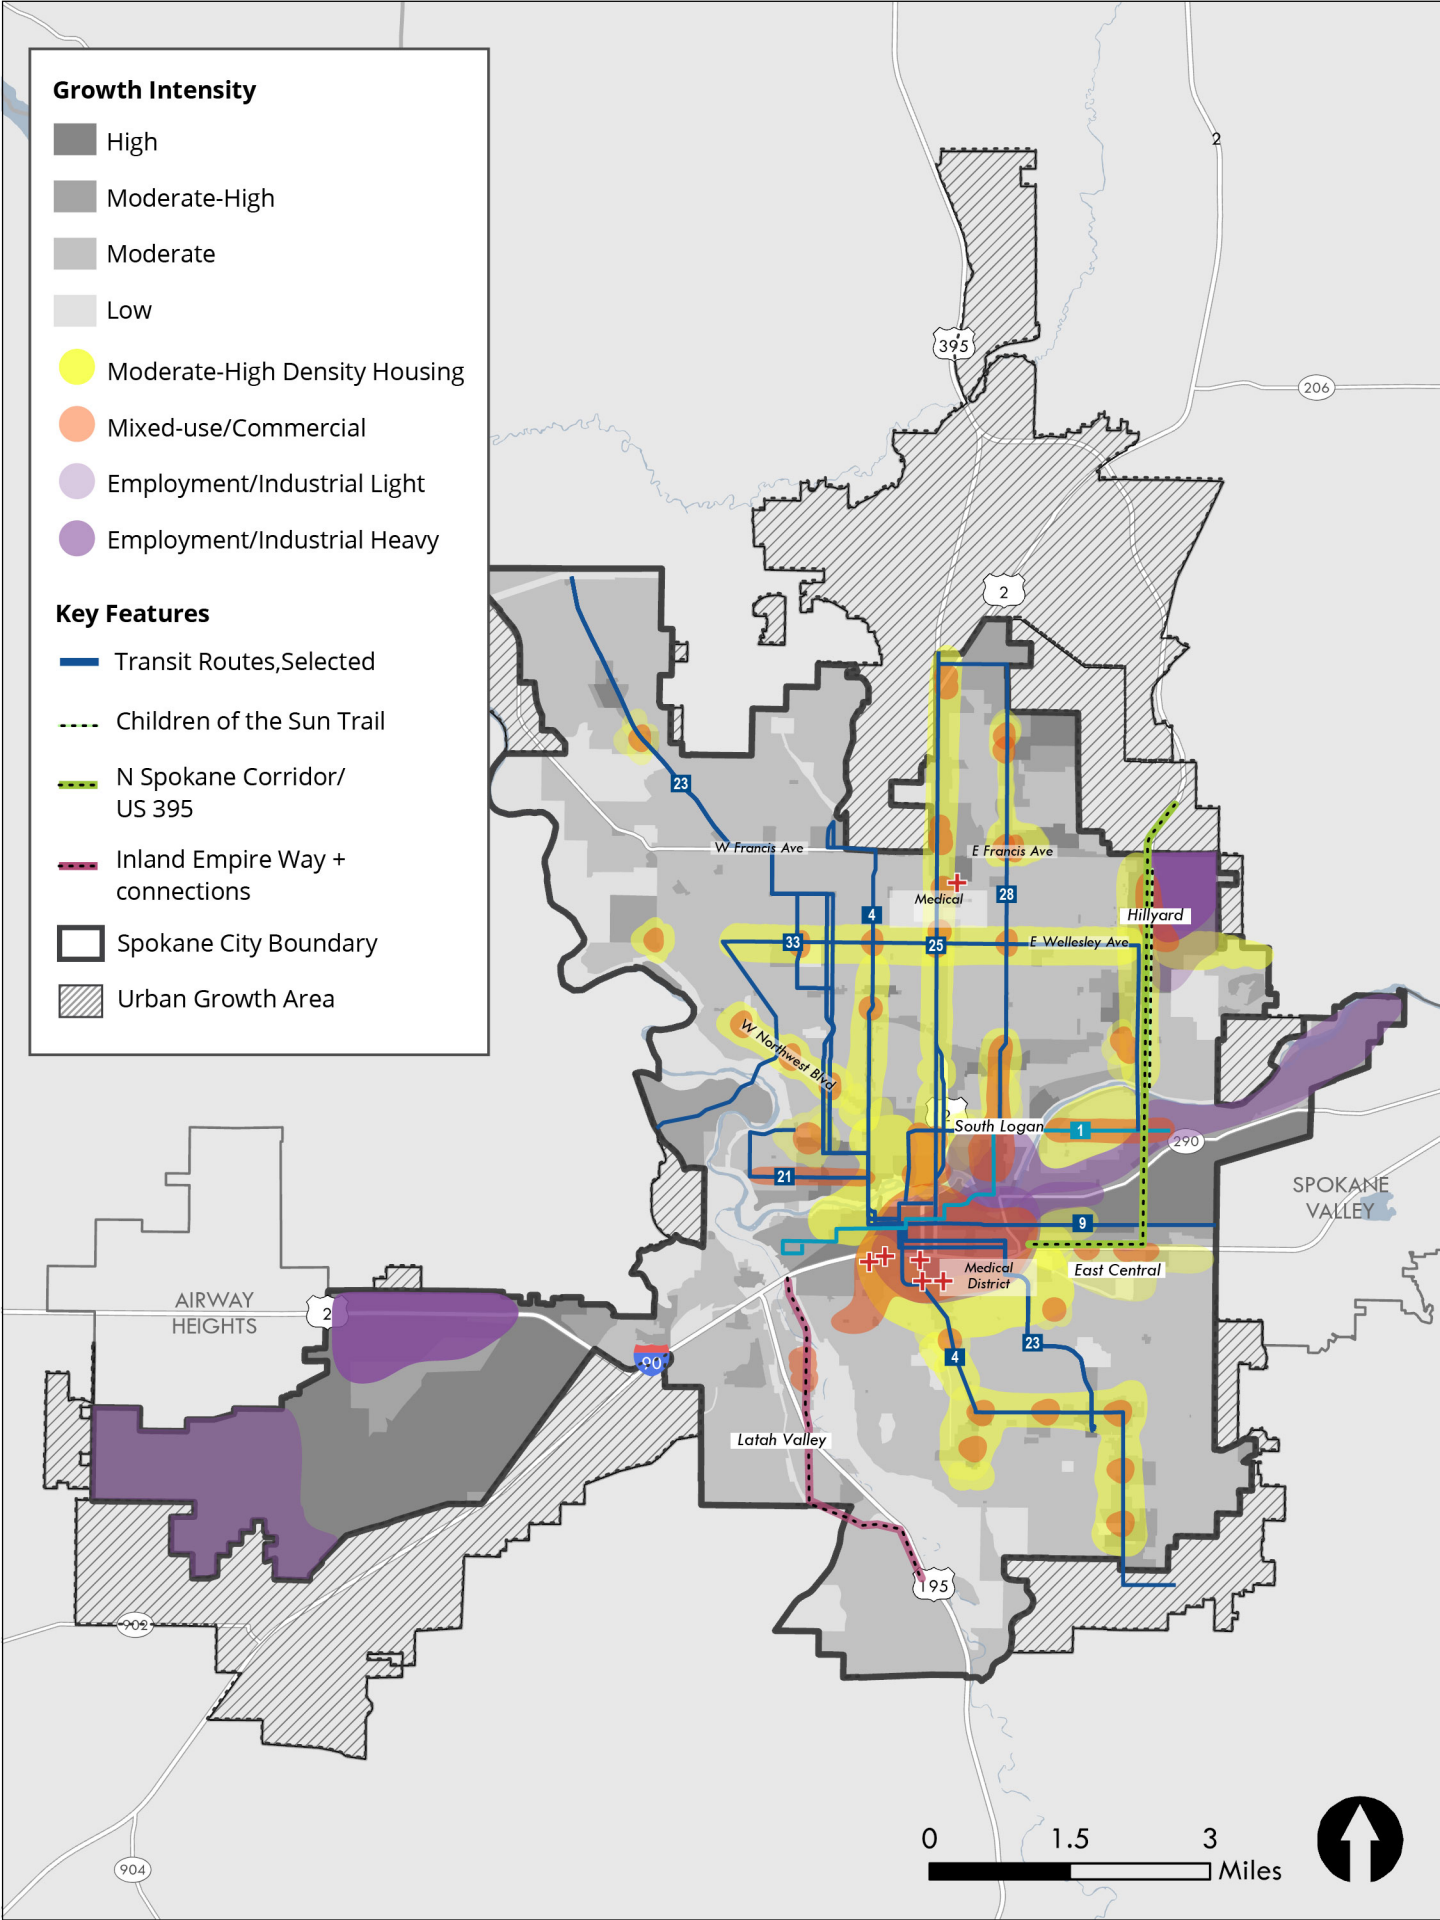 Growth Intensity
High
Moderate-High
Moderate
Low
Moderate-High Density Housing
Mixed-use/Commercial
Employment/Industrial Light
Employment/Industrial Heavy
Key Features
Transit Routes,Selected
Children of the Sun Trail
N Spokane Corridor/
US 395
Inland Empire Way +
connections
Spokane City Boundary
Urban Growth Area
2
395
206
2
23
W Francis Ave
E Francis Ave
Medical
28
4
Hillyard
33
25
E Wellesley Ave
W Northwest Blvd
2
South Logan
1
290
21
SPOKANE
VALLEY
9
Medical
District
East Central
AIRWAY
HEIGHTS
2
90
23
4
Latah Valley
195
902
904
0
1.5
3
Miles